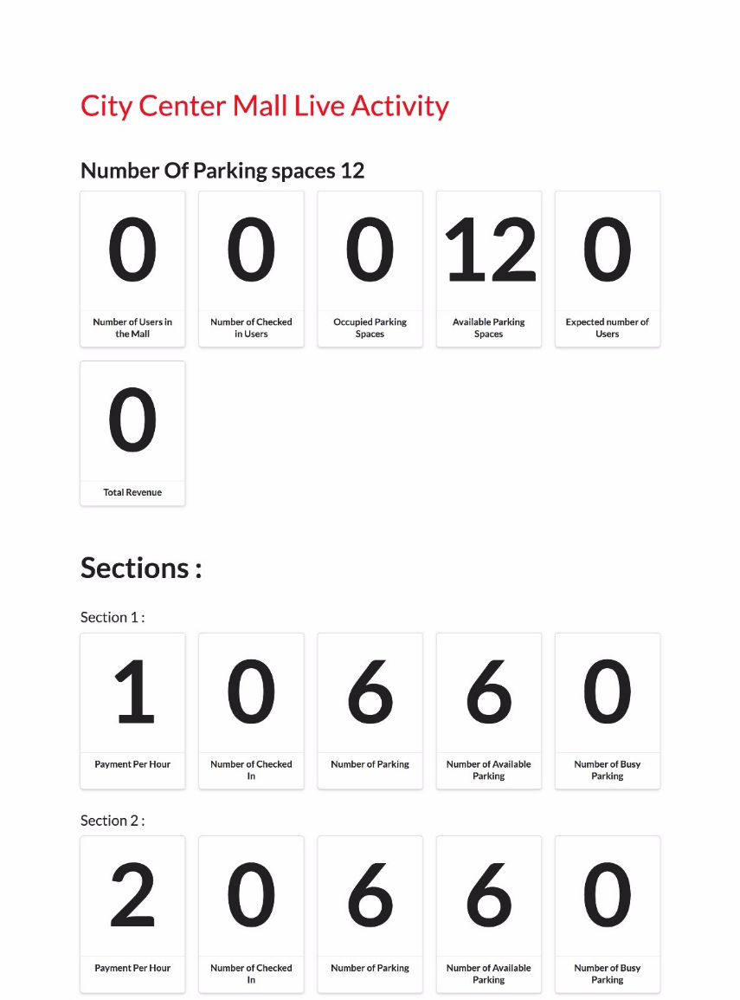 City Center Mall Live Activity
Number Of Parking spaces 12
0
0
0
12
0
Number of Users in
the Mall
Number of Checked
in Users
Occupied Parking
Spaces
Available Parking
Spaces
Expected number of
Users
0
Total Revenue
Sections :
Section 1 :
1
0
6
6
0
Payment Per Hour
Number of Checked
In
Number of Parking
Number of Available
Parking
Number of Busy
Parking
Section 2 :
2
0
6
6
0
Payment Per Hour
Number of Checked
In
Number of Parking
Number of Available
Parking
Number of Busy
Parking